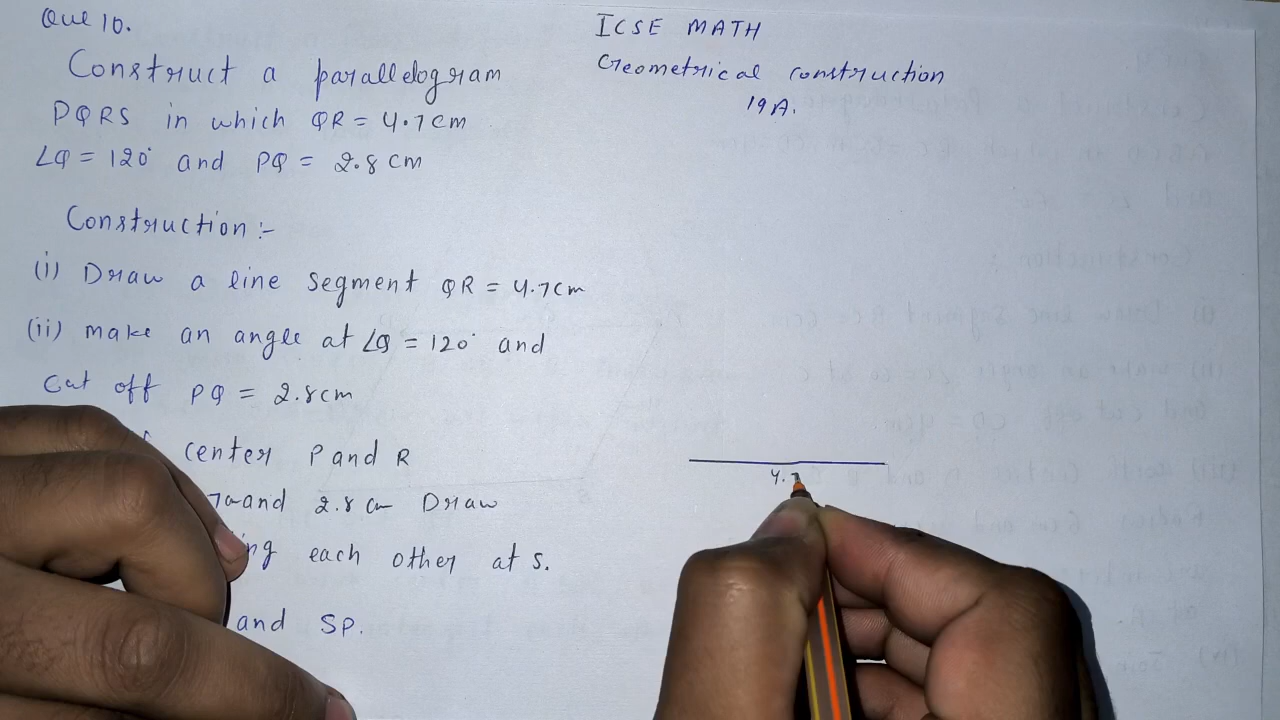 Que 10.
Construct a parallelogram
PQRS in which QR = 4.7cm
∠Q = 120° and PQ = 2.8 cm
Construction :-
(i) Draw a line segment QR = 4.7cm
(ii) make an angle at ∠Q = 120° and
Cut off PQ = 2.8cm
center P and R
and 2.8 cm Draw
each other at s.
and SP.
ICSE MATH
Geometrical construction
19A.
4.7